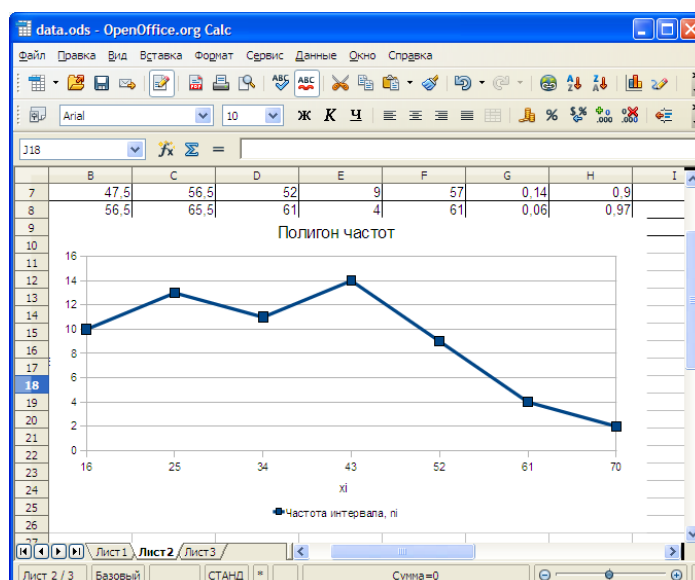 data.ods - OpenOffice.org Calc
Файл Правка Вид Вставка Формат Сервис Данные Окно Справка
Arial 10 Ж К Ч
J18
B C D E F G H I
7 47,5 56,5 52 9 57 0,14 0,9
8 56,5 65,5 61 4 61 0,06 0,97
9
10
11
12
13
14
15
16
17
18
19
20
21
22
23
24
25
26
27
Полигон частот
16
14
12
10
8
6
4
2
0
16 25 34 43 52 61 70
xi
Частота интервала, ni
Лист1 Лист2 Лист3
Лист 2 / 3 Базовый СТАНД * Сумма=0